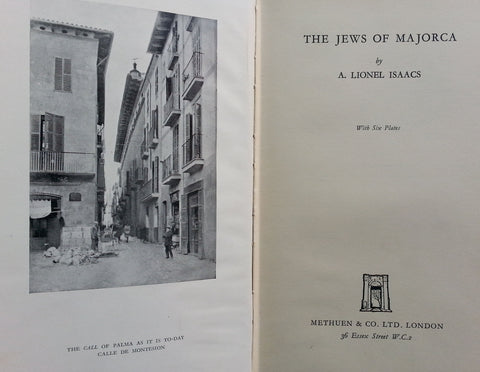 THE CALL OF PALMA AS IT IS TO-DAY
CALLE DE MONTESION
THE JEWS OF MAJORCA
by
A. LIONEL ISAACS
With Six Plates
METHUEN & CO. LTD. LONDON
36 Essex Street W.C.2